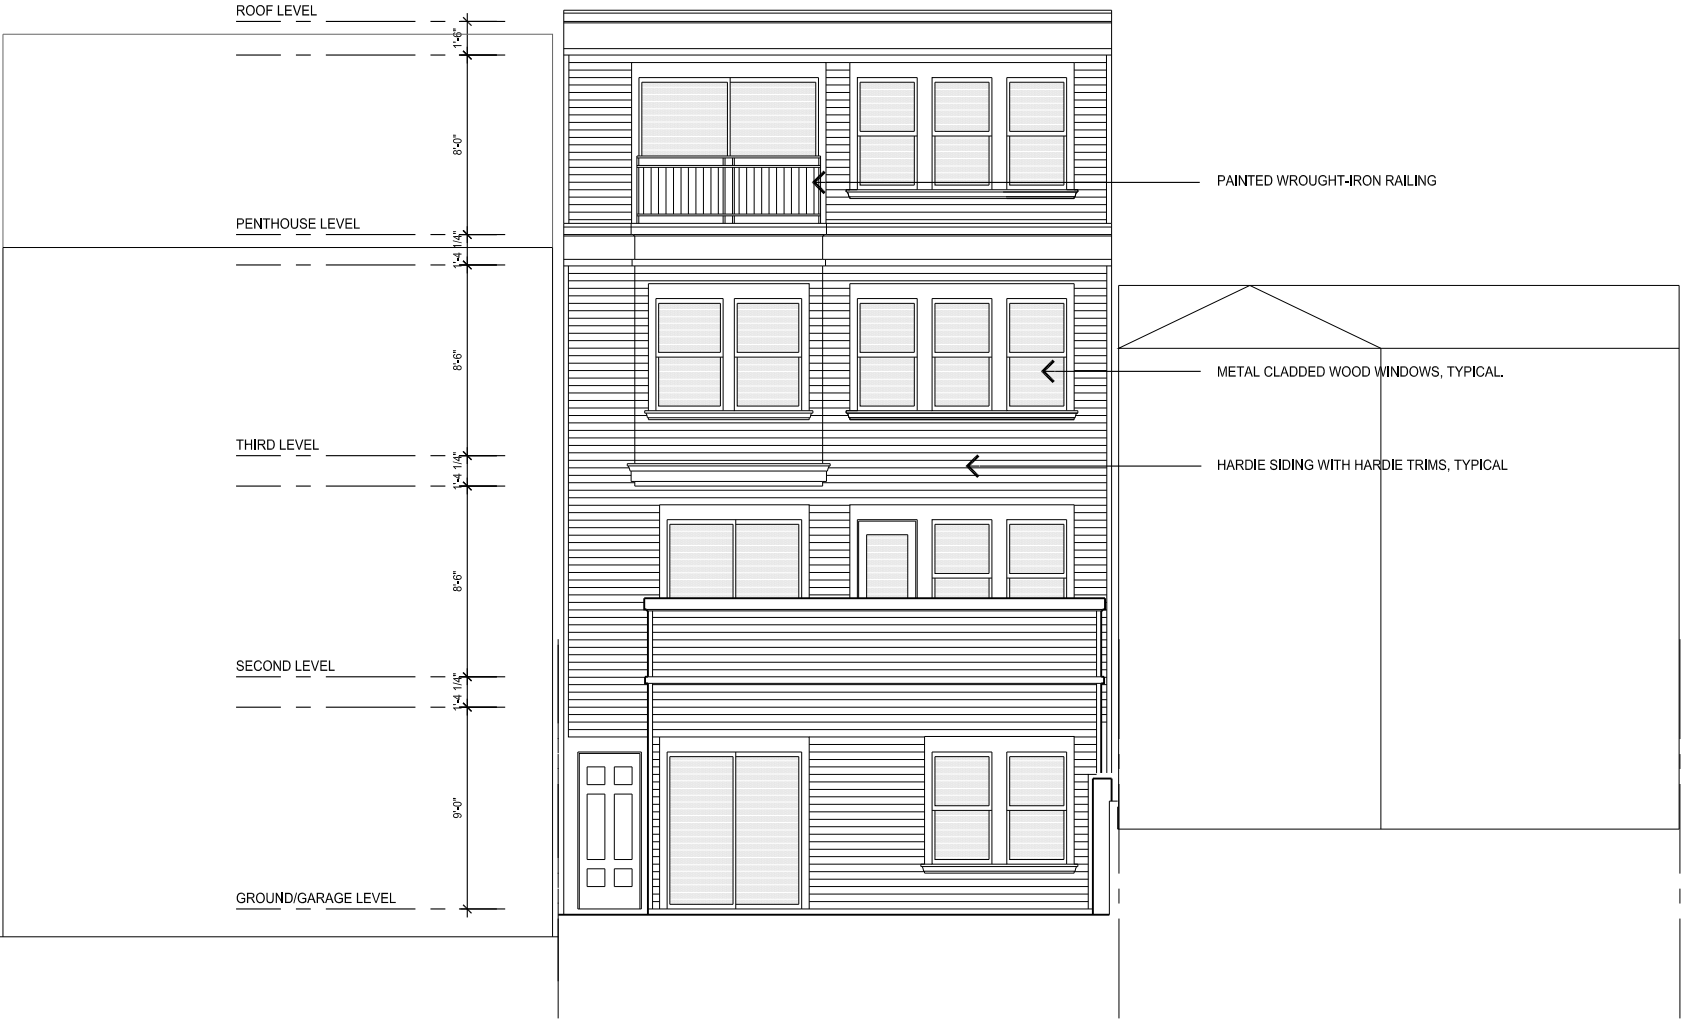 ROOF LEVEL
1'-6"
8'-0"
PAINTED WROUGHT-IRON RAILING
PENTHOUSE LEVEL
1'-4 1/4"
8'-6"
METAL CLADDED WOOD WINDOWS, TYPICAL.
THIRD LEVEL
1'-4 1/4"
HARDIE SIDING WITH HARDIE TRIMS, TYPICAL
8'-6"
SECOND LEVEL
1'-4 1/4"
9'-0"
GROUND/GARAGE LEVEL